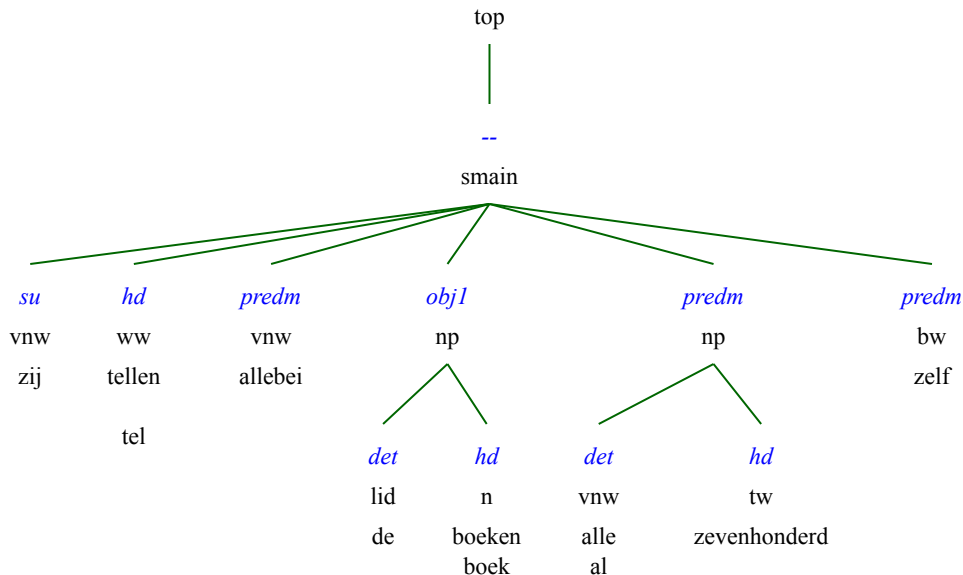 top
--
smain
su hd predm obj1 predm predm
vnw ww vnw np np bw
zij tellen allebei zelf
tel
det hd det hd
lid n vnw tw
de boeken alle zevenhonderd
boek al